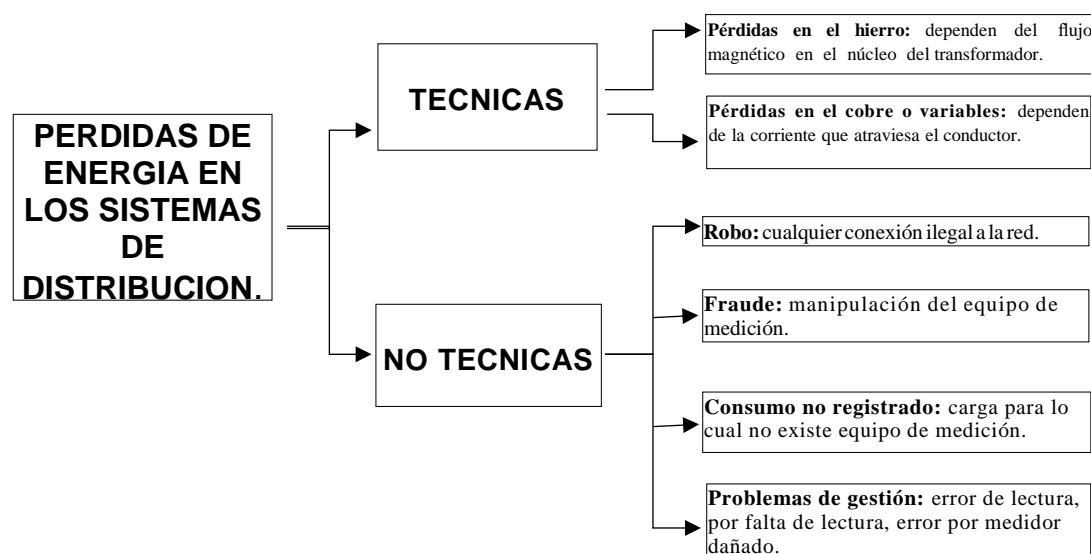 PERDIDAS DE
ENERGIA EN
LOS SISTEMAS
DE
DISTRIBUCION.
TECNICAS
Pérdidas en el hierro: dependen del flujo
magnético en el núcleo del transformador.
Pérdidas en el cobre o variables: dependen
de la corriente que atraviesa el conductor.
NO TECNICAS
Robo: cualquier conexión ilegal a la red.
Fraude: manipulación del equipo de
medición.
Consumo no registrado: carga para lo
cual no existe equipo de medición.
Problemas de gestión: error de lectura,
por falta de lectura, error por medidor
dañado.